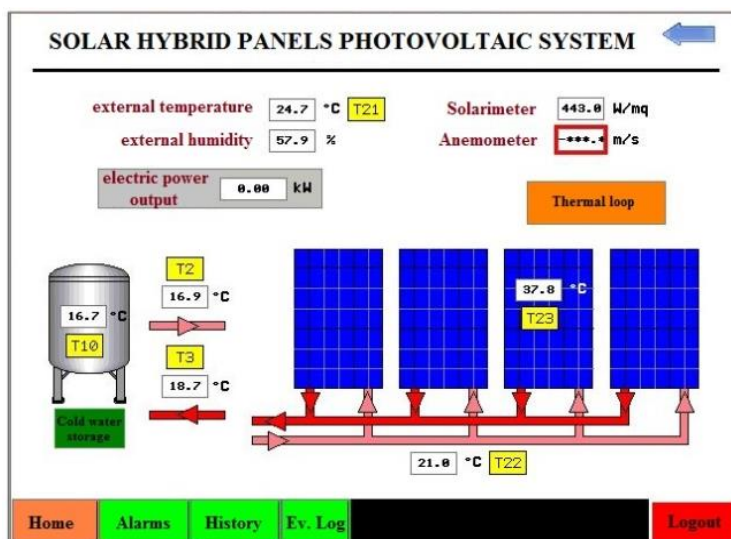 SOLAR HYBRID PANELS PHOTOVOLTAIC SYSTEM
external temperature 24.7 °C T21
Solarimeter 443.0 W/mq
external humidity 57.9 %
Anemometer -***.* m/s
electric power
output
0.00 kW
Thermal loop
T2
16.9 °C
16.7 °C
T10
37.8 °C
T23
T3
18.7 °C
Cold water
storage
21.0 °C T22
Home Alarms History Ev. Log Logout